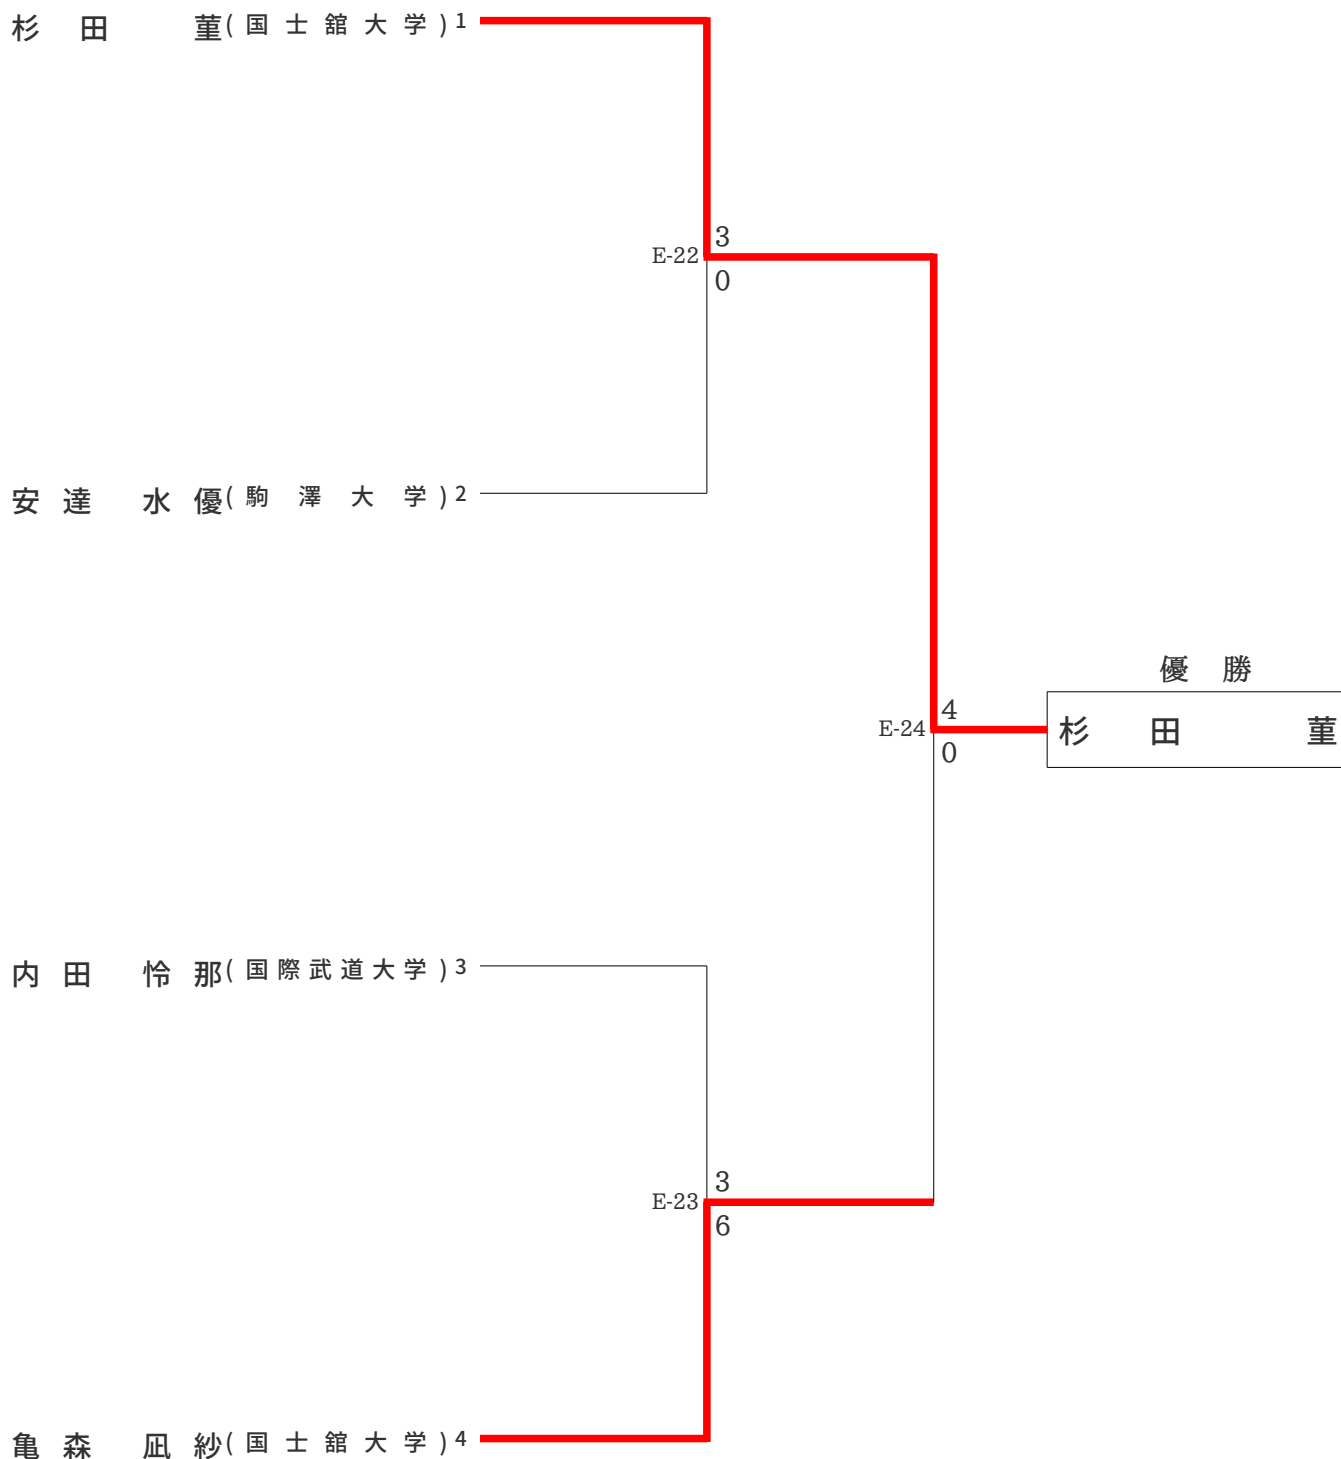 杉田 菫(国士舘大学)1
3
E-22
0
安達 水優(駒澤大学)2
優勝
4
E-24
杉田 菫
0
内田 怜那(国際武道大学)3
3
E-23
6
亀森 凪紗(国士舘大学)4